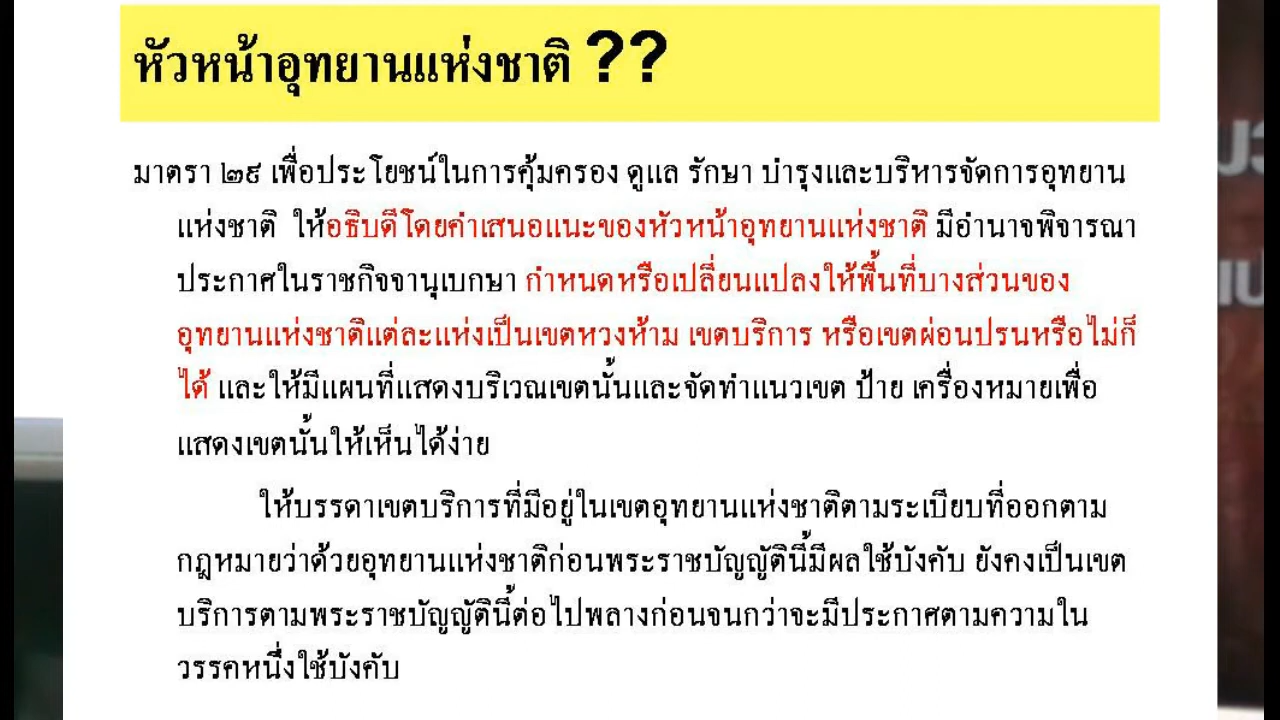 หัวหน้าอุทยานแห่งชาติ ??
มาตรา ๒๙ เพื่อประโยชน์ในการคุ้มครอง ดูแล รักษา บำรุงและบริหารจัดการอุทยาน
แห่งชาติ ให้อธิบดีโดยคำเสนอแนะของหัวหน้าอุทยานแห่งชาติ มีอำนาจพิจารณา
ประกาศในราชกิจจานุเบกษา กำหนดหรือเปลี่ยนแปลงให้พื้นที่บางส่วนของ
อุทยานแห่งชาติแต่ละแห่งเป็นเขตหวงห้าม เขตบริการ หรือเขตผ่อนปรนหรือไม่ก็
ได้ และให้มีแผนที่แสดงบริเวณเขตนั้นและจัดทำแนวเขต ป้าย เครื่องหมายเพื่อ
แสดงเขตนั้นให้เห็นได้ง่าย
ให้บรรดาเขตบริการที่มีอยู่ในเขตอุทยานแห่งชาติตามระเบียบที่ออกตาม
กฎหมายว่าด้วยอุทยานแห่งชาติก่อนพระราชบัญญัตินี้มีผลใช้บังคับ ยังคงเป็นเขต
บริการตามพระราชบัญญัตินี้ต่อไปพลางก่อนจนกว่าจะมีประกาศตามความใน
วรรคหนึ่งใช้บังคับ